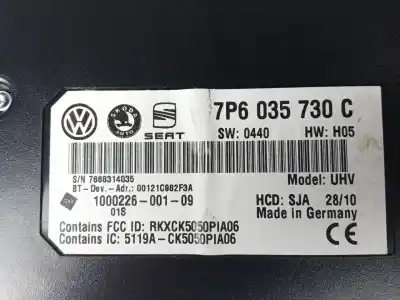 SKODA
AUTO
SEAT
7P6 035 730 C
SW: 0440 HW: H05
S/N 7668314035
BT-Dev.-Adr.: 00121C982F3A
Model: UHV
1000226-001-09
018
HCD: SJA 28/10
Made in Germany
Contains FCC ID: RKXCK5050PIA06
Contains IC: 5119A-CK5050PIA06
CE